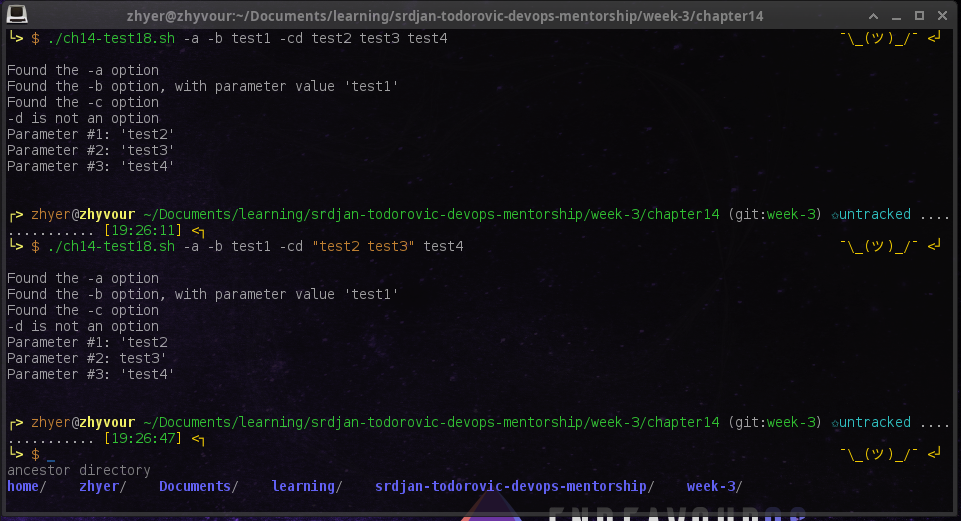 zhyer@zhyvour:~/Documents/learning/srdjan-todorovic-devops-mentorship/week-3/chapter14
$ ./ch14-test18.sh -a -b test1 -cd test2 test3 test4 ¯\_(ツ)_/¯
Found the -a option
Found the -b option, with parameter value 'test1'
Found the -c option
-d is not an option
Parameter #1: 'test2'
Parameter #2: 'test3'
Parameter #3: 'test4'
zhyer@zhyvour ~/Documents/learning/srdjan-todorovic-devops-mentorship/week-3/chapter14 (git:week-3) ✩untracked ....
........... [19:26:11]
$ ./ch14-test18.sh -a -b test1 -cd "test2 test3" test4 ¯\_(ツ)_/¯
Found the -a option
Found the -b option, with parameter value 'test1'
Found the -c option
-d is not an option
Parameter #1: 'test2
Parameter #2: test3'
Parameter #3: 'test4'
zhyer@zhyvour ~/Documents/learning/srdjan-todorovic-devops-mentorship/week-3/chapter14 (git:week-3) ✩untracked ....
........... [19:26:47]
$ _ ¯\_(ツ)_/¯
ancestor directory
home/ zhyer/ Documents/ learning/ srdjan-todorovic-devops-mentorship/ week-3/